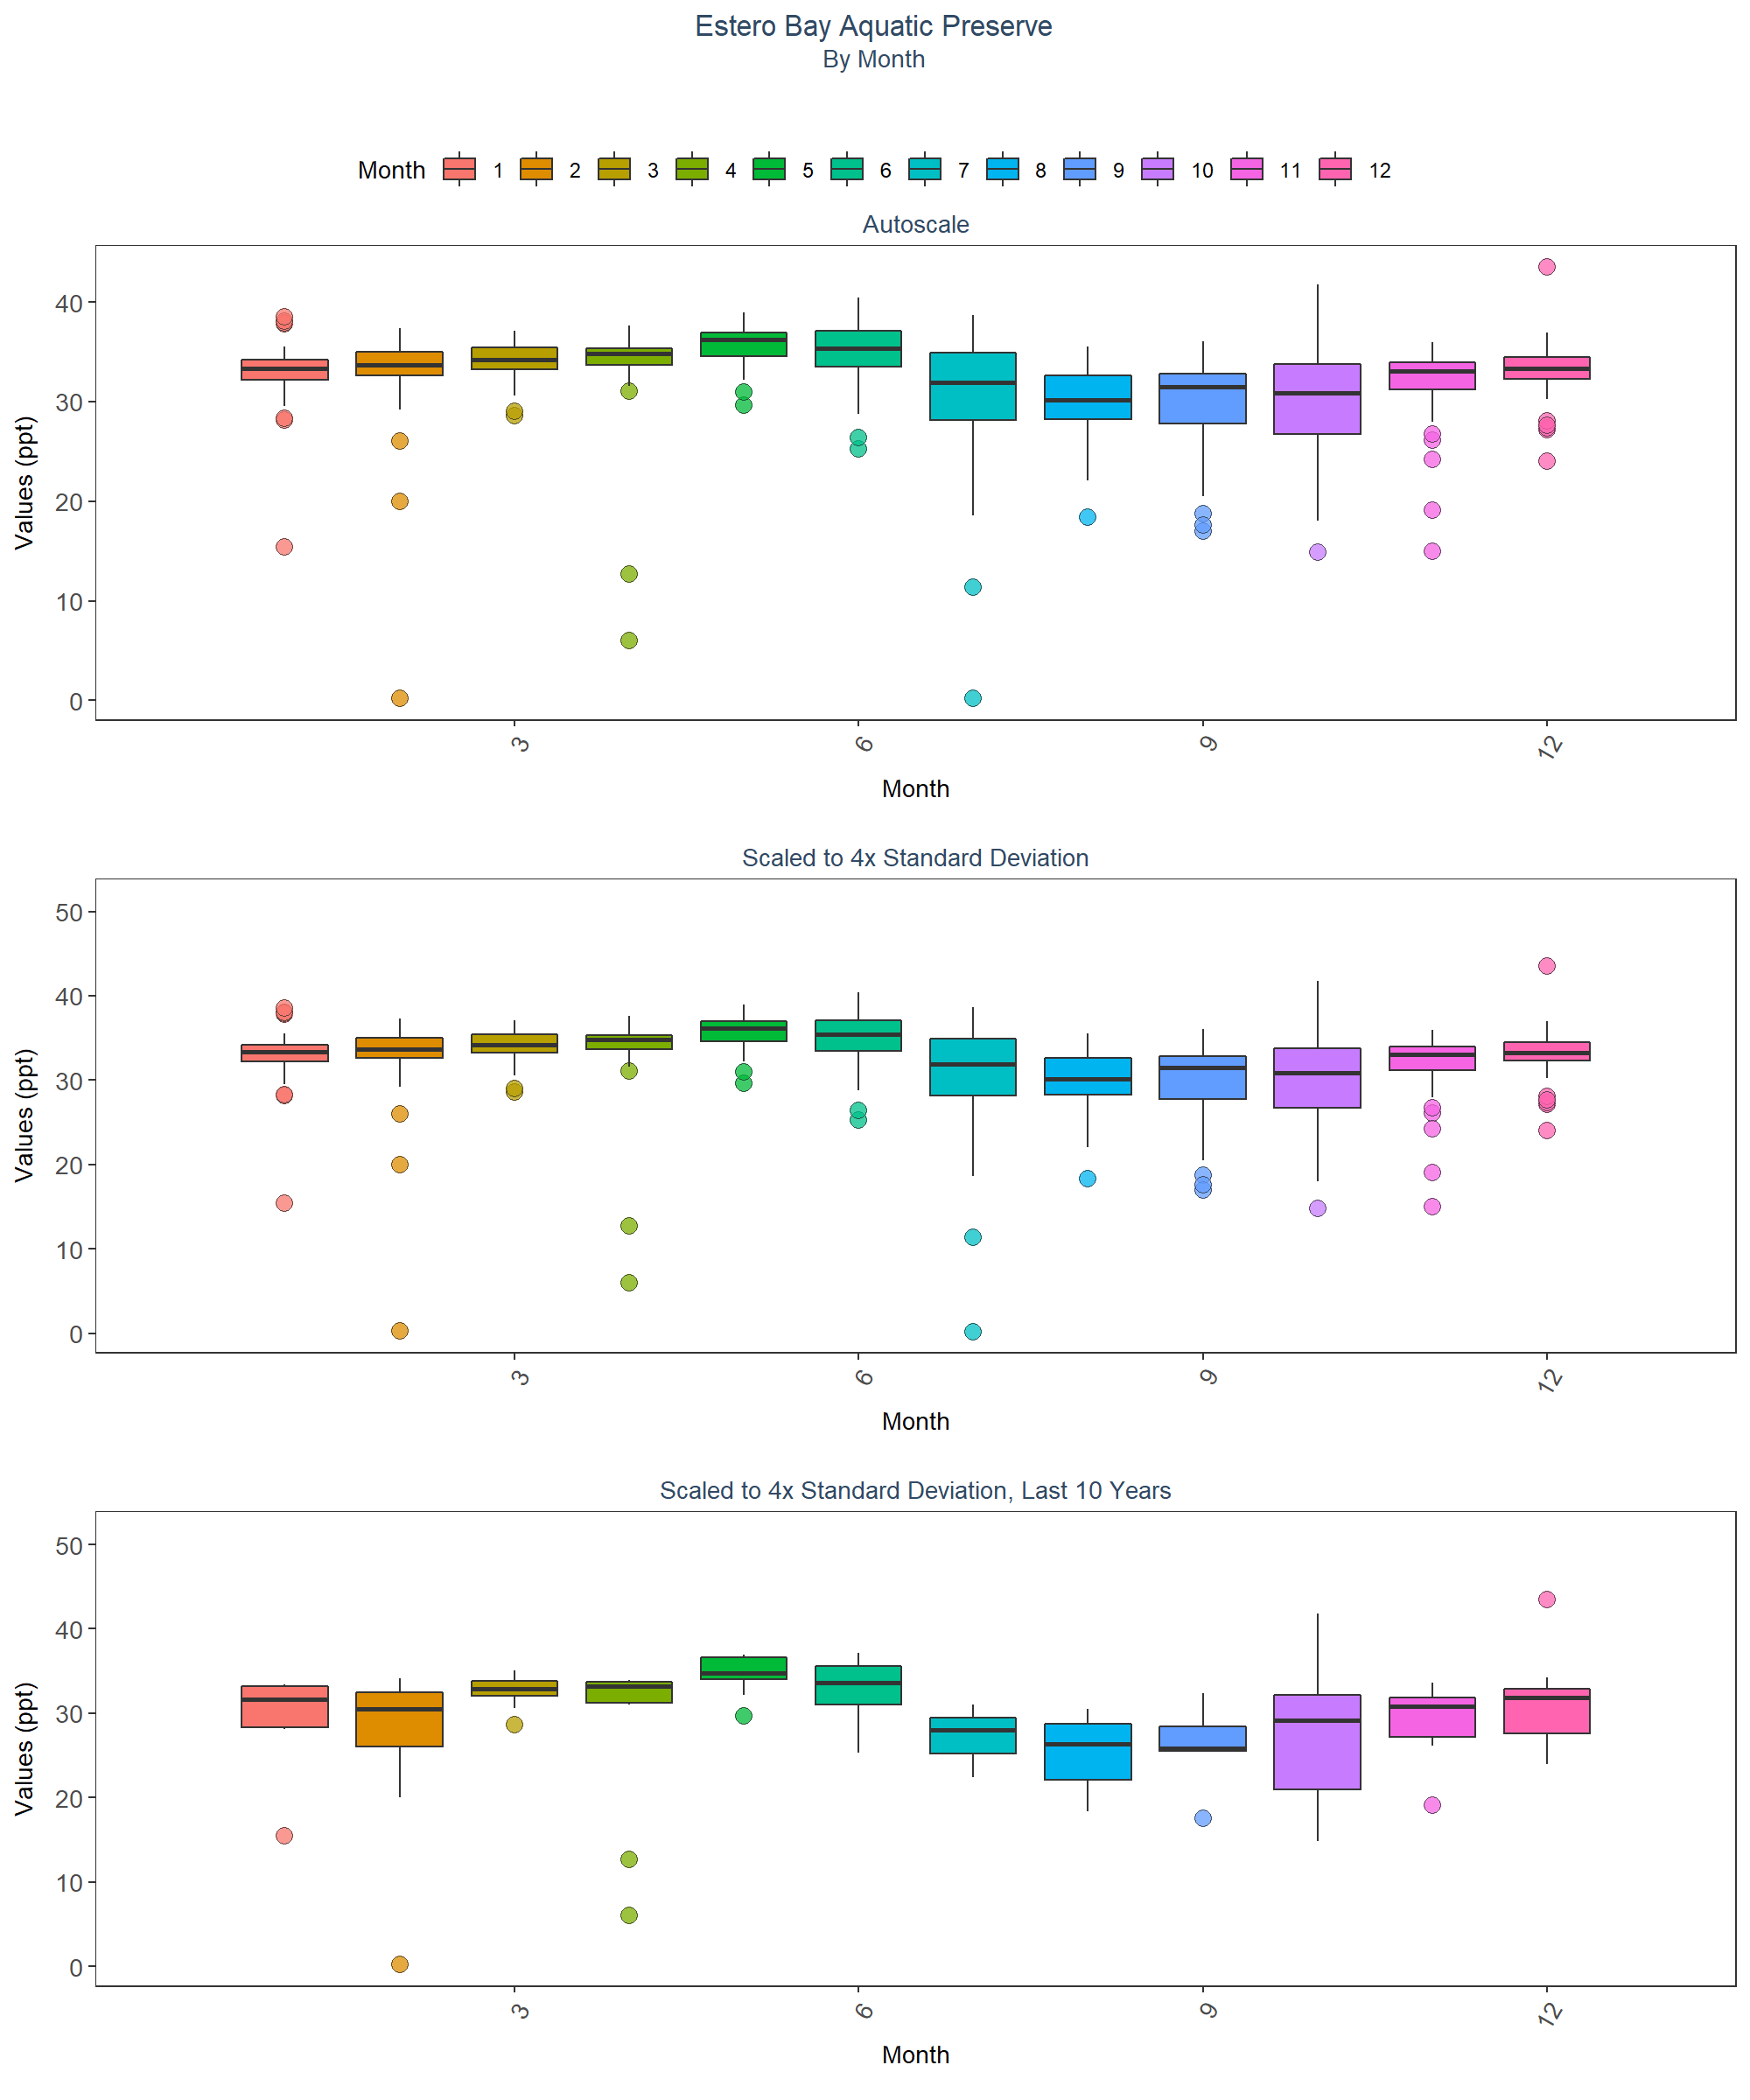 Estero Bay Aquatic Preserve
By Month
Month 1 2 3 4 5 6 7 8 9 10 11 12
Autoscale
Values (ppt)
40
30
20
10
0
3 6 9 12
Month
Scaled to 4x Standard Deviation
Values (ppt)
50
40
30
20
10
0
3 6 9 12
Month
Scaled to 4x Standard Deviation, Last 10 Years
Values (ppt)
50
40
30
20
10
0
3 6 9 12
Month